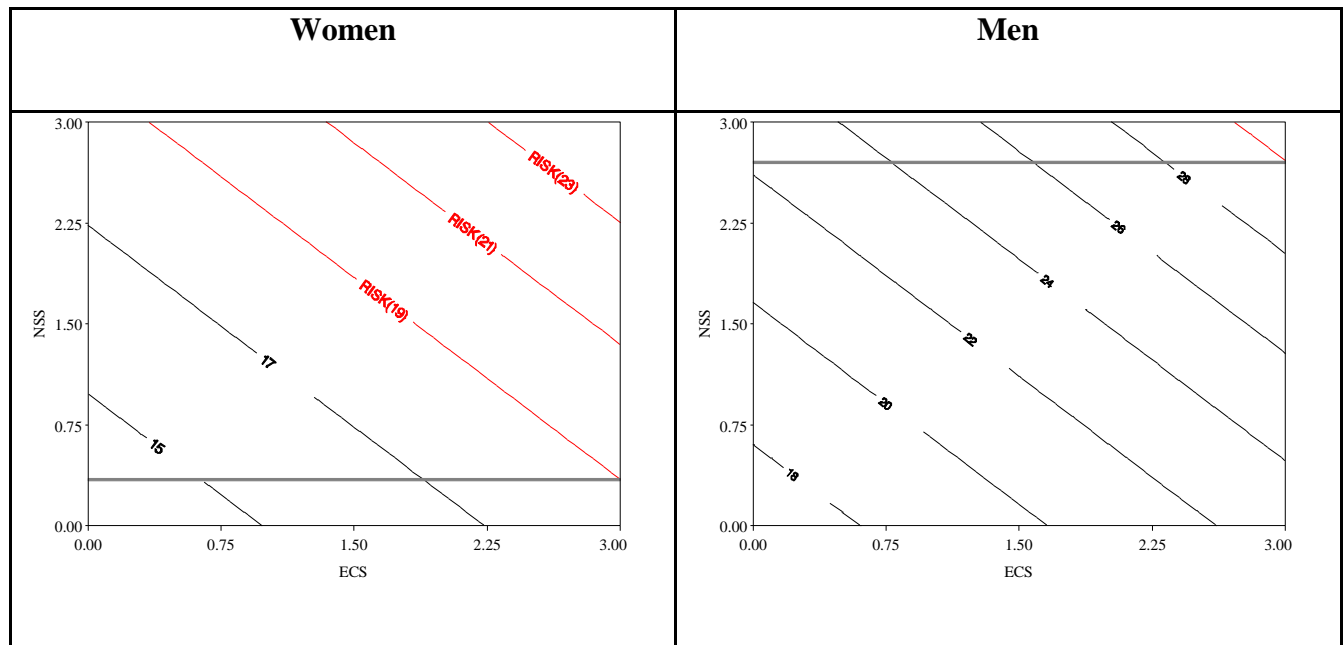 Women
Men
3.00
2.25
1.50
0.75
0.00
NSS
RISK(23)
RISK(21)
RISK(19)
17
15
0.00 0.75 1.50 2.25 3.00
ECS
3.00
2.25
1.50
0.75
0.00
NSS
28
26
24
22
20
18
0.00 0.75 1.50 2.25 3.00
ECS